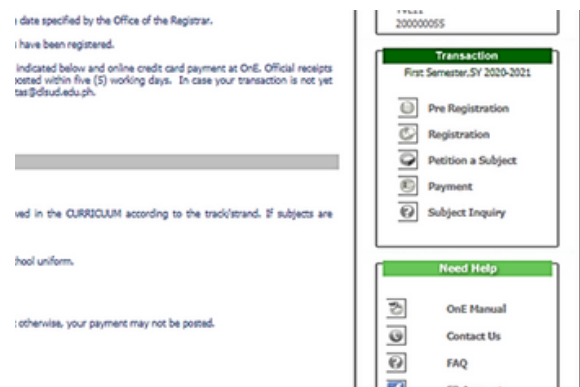 date specified by the Office of the Registrar.
have been registered.
indicated below and online credit card payment at OnE. Official receipts
posted within five (5) working days. In case your transaction is not yet
tas@dlsud.edu.ph.
ved in the CURRICULUM according to the track/strand. If subjects are
hool uniform.
otherwise, your payment may not be posted.
200000055
Transaction
First Semester,SY 2020-2021
Pre Registration
Registration
Petition a Subject
Payment
Subject Inquiry
Need Help
OnE Manual
Contact Us
FAQ